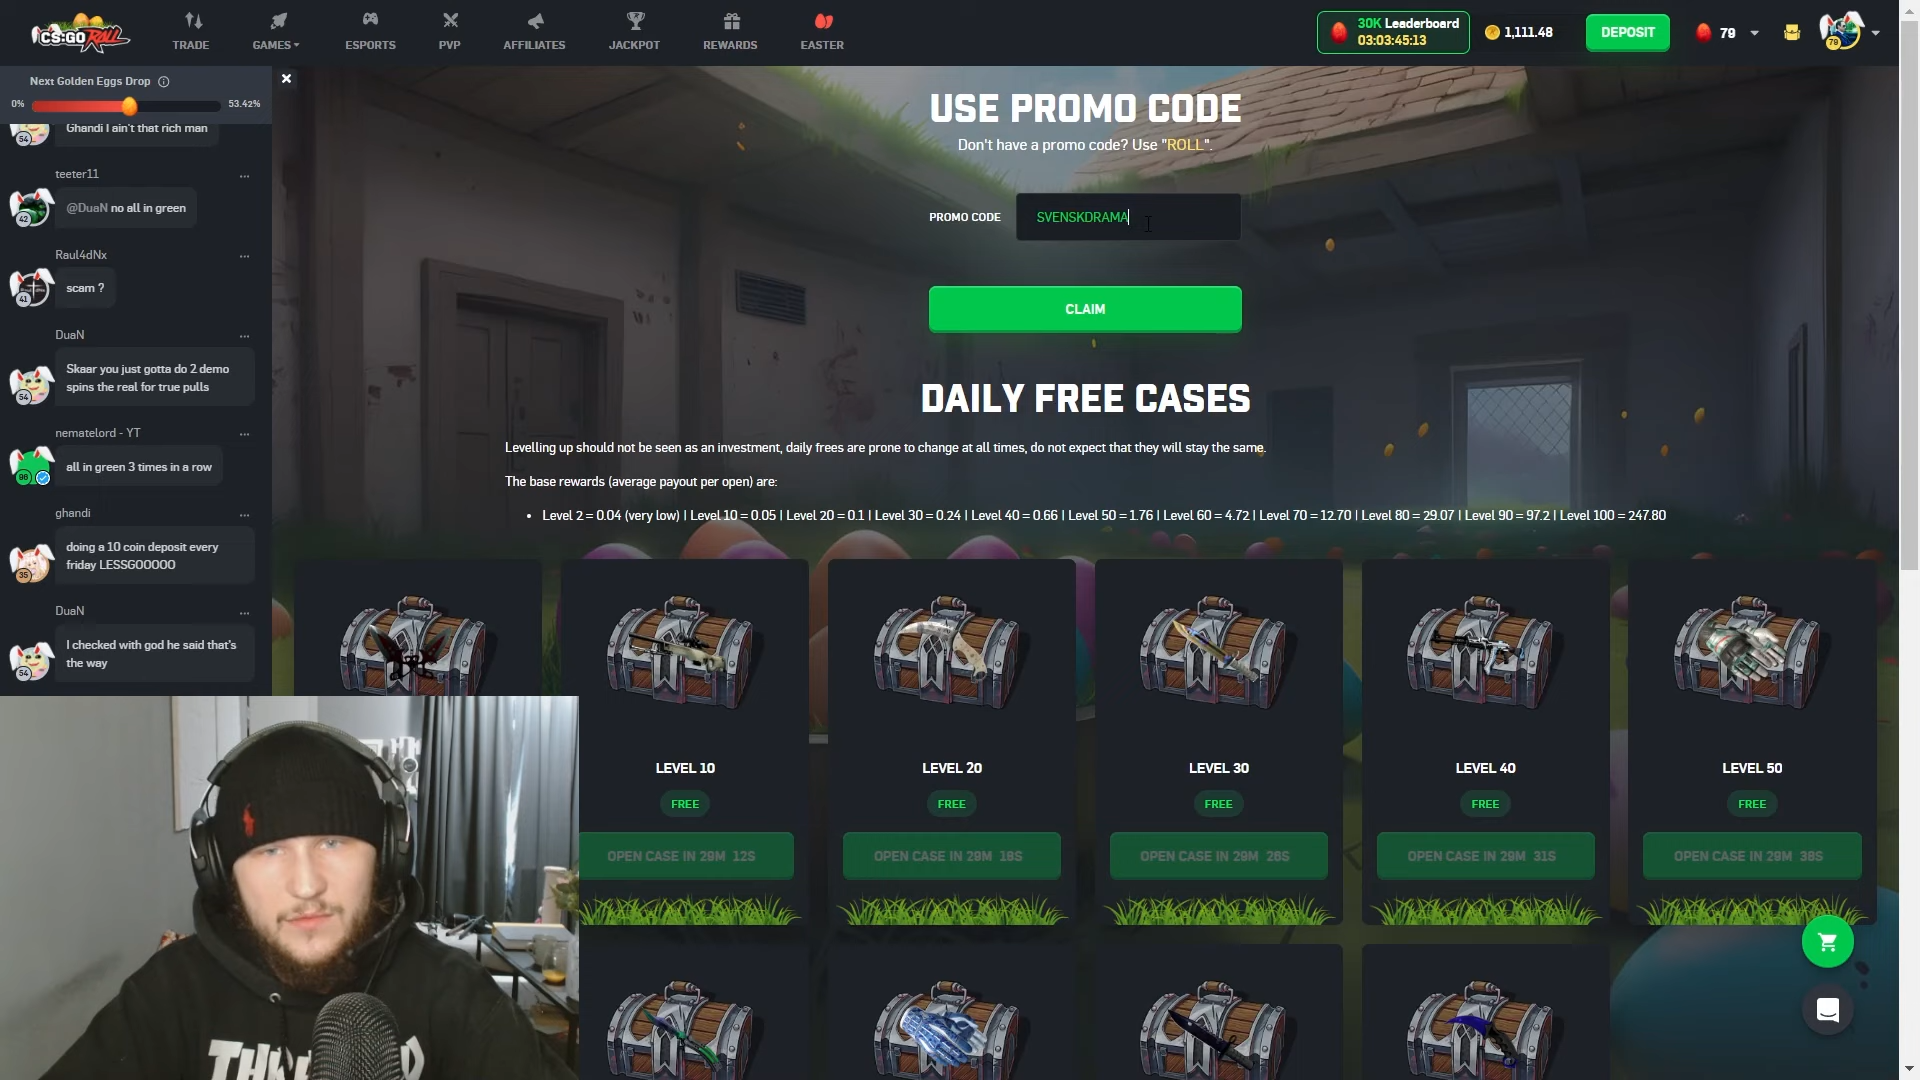 CS:GO ROLL
TRADE
GAMES
ESPORTS
PVP
AFFILIATES
JACKPOT
REWARDS
EASTER
30K Leaderboard
03:03:45:13
1,111.48
DEPOSIT
79
79
Next Golden Eggs Drop
0%
53.42%
Ghandi I ain't that rich man
54
teeter11
@DuaN no all in green
42
Raul4dNx
scam ?
41
DuaN
Skaar you just gotta do 2 demo
spins the real for true pulls
54
nematelord - YT
all in green 3 times in a row
96
ghandi
doing a 10 coin deposit every
friday LESSGOOOOO
35
DuaN
I checked with god he said that's
the way
54
USE PROMO CODE
Don't have a promo code? Use "ROLL".
PROMO CODE
SVENSKDRAMA
CLAIM
DAILY FREE CASES
Levelling up should not be seen as an investment, daily frees are prone to change at all times, do not expect that they will stay the same.
The base rewards (average payout per open) are:
• Level 2 = 0.04 (very low) | Level 10 = 0.05 | Level 20 = 0.1 | Level 30 = 0.24 | Level 40 = 0.66 | Level 50 = 1.76 | Level 60 = 4.72 | Level 70 = 12.70 | Level 80 = 29.07 | Level 90 = 97.2 | Level 100 = 247.80
LEVEL 10
FREE
OPEN CASE IN 29M 12S
LEVEL 20
FREE
OPEN CASE IN 29M 19S
LEVEL 30
FREE
OPEN CASE IN 29M 26S
LEVEL 40
FREE
OPEN CASE IN 29M 31S
LEVEL 50
FREE
OPEN CASE IN 29M 38S